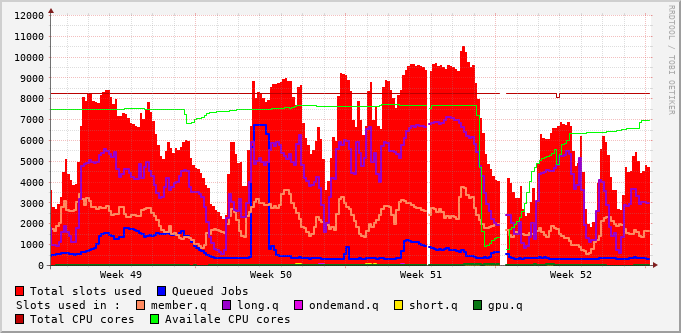 RRDTOOL / TOBI OETIKER
12000
11000
10000
9000
8000
7000
6000
5000
4000
3000
2000
1000
0
Week 49 Week 50 Week 51 Week 52
Total slots used Queued Jobs
Slots used in : member.q long.q ondemand.q short.q gpu.q
Total CPU cores Availale CPU cores